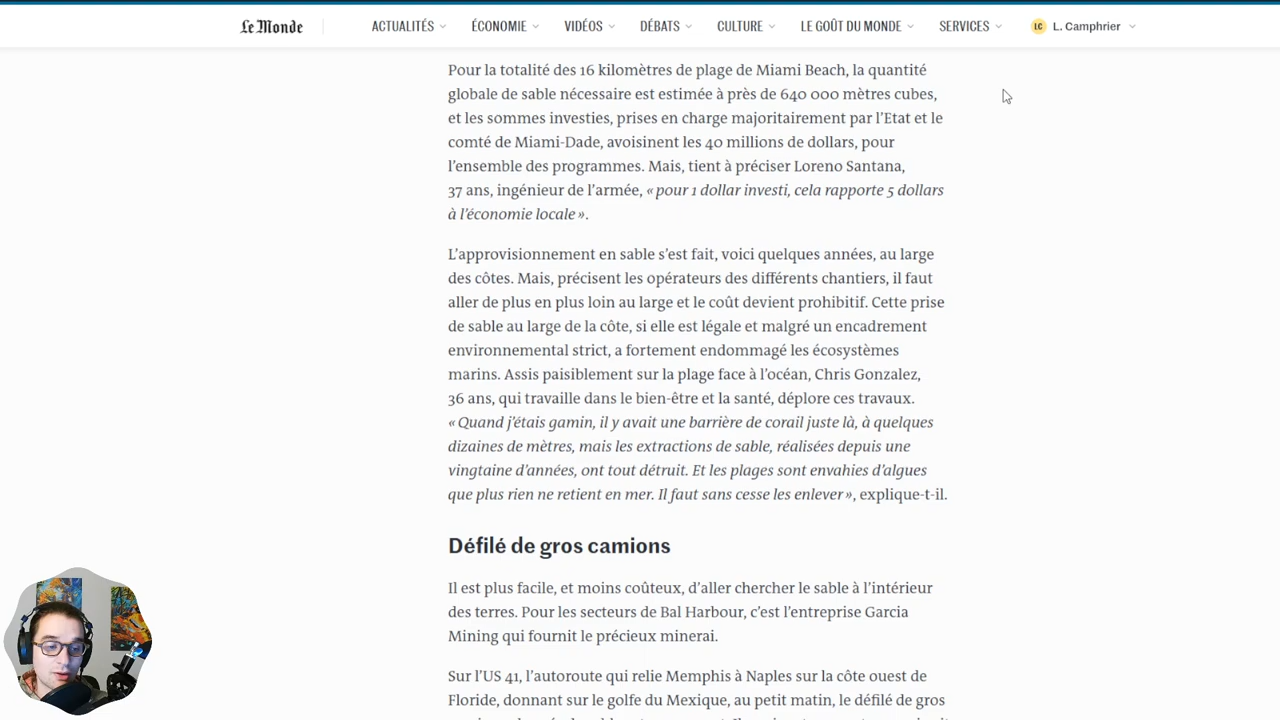 Le Monde
ACTUALITÉS
ÉCONOMIE
VIDÉOS
DÉBATS
CULTURE
LE GOÛT DU MONDE
SERVICES
LC
L. Camphrier
Pour la totalité des 16 kilomètres de plage de Miami Beach, la quantité
globale de sable nécessaire est estimée à près de 640 000 mètres cubes,
et les sommes investies, prises en charge majoritairement par l’Etat et le
comté de Miami-Dade, avoisinent les 40 millions de dollars, pour
l’ensemble des programmes. Mais, tient à préciser Loreno Santana,
37 ans, ingénieur de l’armée, « pour 1 dollar investi, cela rapporte 5 dollars
à l’économie locale ».
L’approvisionnement en sable s’est fait, voici quelques années, au large
des côtes. Mais, précisent les opérateurs des différents chantiers, il faut
aller de plus en plus loin au large et le coût devient prohibitif. Cette prise
de sable au large de la côte, si elle est légale et malgré un encadrement
environnemental strict, a fortement endommagé les écosystèmes
marins. Assis paisiblement sur la plage face à l’océan, Chris Gonzalez,
36 ans, qui travaille dans le bien-être et la santé, déplore ces travaux.
« Quand j’étais gamin, il y avait une barrière de corail juste là, à quelques
dizaines de mètres, mais les extractions de sable, réalisées depuis une
vingtaine d’années, ont tout détruit. Et les plages sont envahies d’algues
que plus rien ne retient en mer. Il faut sans cesse les enlever », explique-t-il.
Défilé de gros camions
Il est plus facile, et moins coûteux, d’aller chercher le sable à l’intérieur
des terres. Pour les secteurs de Bal Harbour, c’est l’entreprise Garcia
Mining qui fournit le précieux minerai.
Sur l’US 41, l’autoroute qui relie Memphis à Naples sur la côte ouest de
Floride, donnant sur le golfe du Mexique, au petit matin, le défilé de gros